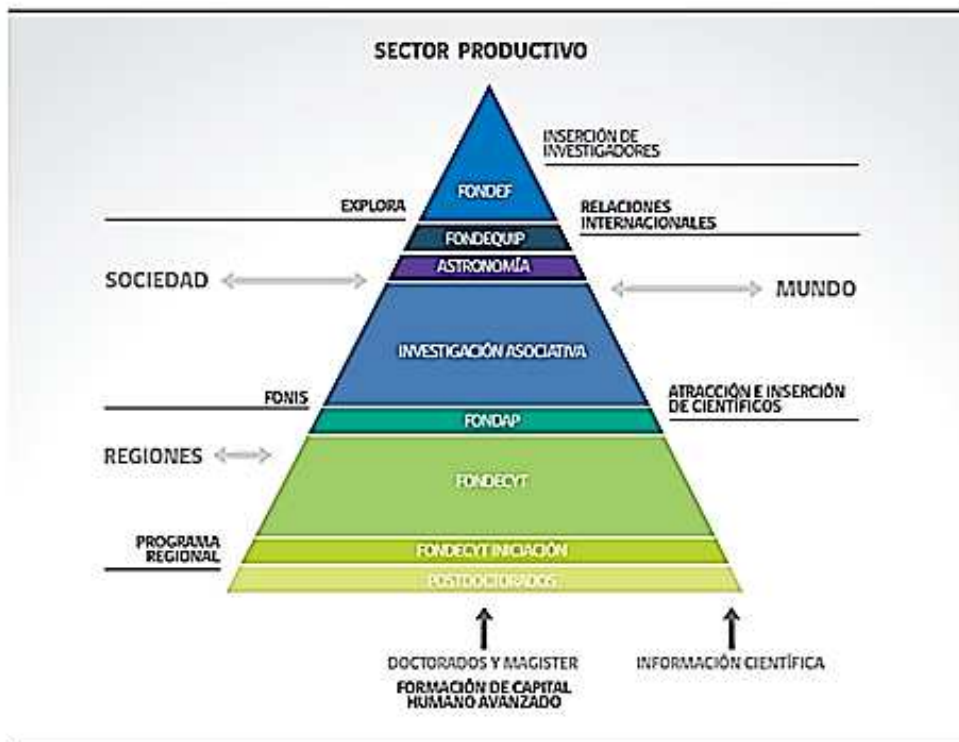 SECTOR PRODUCTIVO
INSERCIÓN DE
INVESTIGADORES
FONDEF
EXPLORA
RELACIONES
INTERNACIONALES
FONDEQUIP
ASTRONOMÍA
SOCIEDAD
MUNDO
INVESTIGACIÓN ASOCIATIVA
FONIS
ATRACCIÓN E INSERCIÓN
DE CIENTÍFICOS
FONDAP
REGIONES
FONDECYT
PROGRAMA
REGIONAL
FONDECYT INICIACIÓN
POSTDOCTORADOS
DOCTORADOS Y MAGISTER
FORMACIÓN DE CAPITAL
HUMANO AVANZADO
INFORMACIÓN CIENTÍFICA